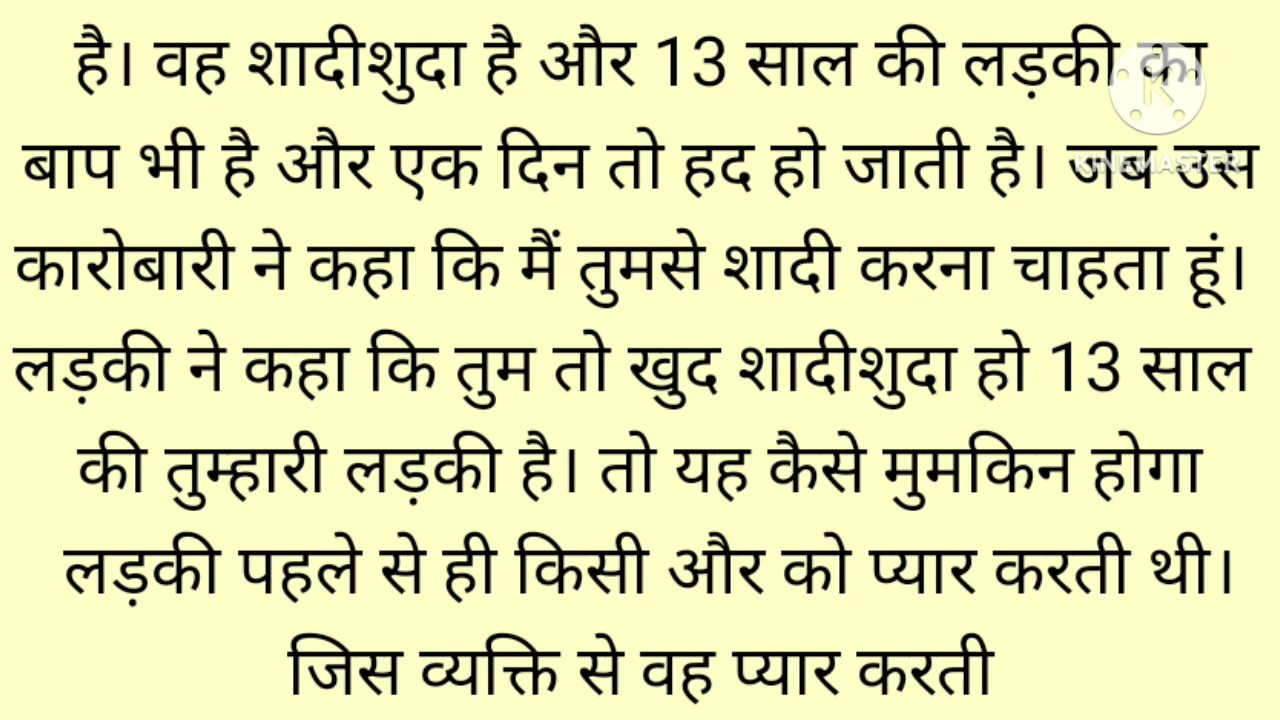 है। वह शादीशुदा है और 13 साल की लड़की का
बाप भी है और एक दिन तो हद हो जाती है। जब उस
कारोबारी ने कहा कि मैं तुमसे शादी करना चाहता हूं।
लड़की ने कहा कि तुम तो खुद शादीशुदा हो 13 साल
की तुम्हारी लड़की है। तो यह कैसे मुमकिन होगा
लड़की पहले से ही किसी और को प्यार करती थी।
जिस व्यक्ति से वह प्यार करती
K
KINEMASTER